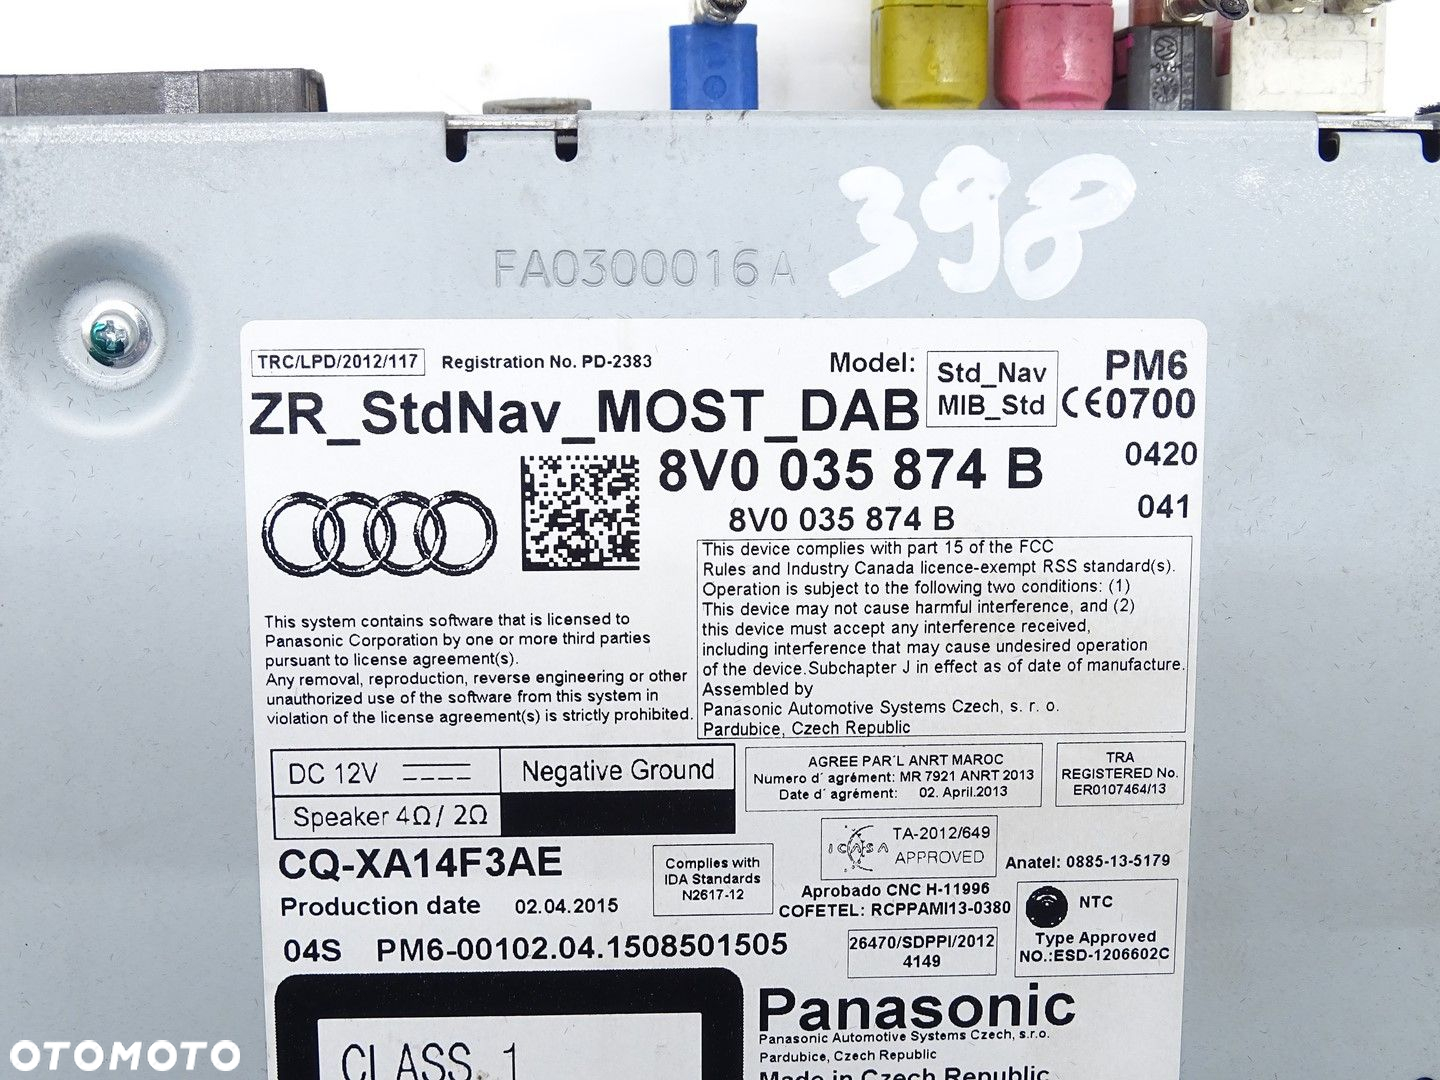 398
FA0300016A
TRC/LPD/2012/117 Registration No. PD-2383 Model: Std_Nav MIB_Std PM6
ZR_StdNav_MOST_DAB CE0700
8V0 035 874 B 0420
8V0 035 874 B 041
This device complies with part 15 of the FCC
Rules and Industry Canada licence-exempt RSS standard(s).
Operation is subject to the following two conditions: (1)
This device may not cause harmful interference, and (2)
this device must accept any interference received,
including interference that may cause undesired operation
of the device.Subchapter J in effect as of date of manufacture.
Assembled by
Panasonic Automotive Systems Czech, s. r. o.
Pardubice, Czech Republic
This system contains software that is licensed to
Panasonic Corporation by one or more third parties
pursuant to license agreement(s).
Any removal, reproduction, reverse engineering or other
unauthorized use of the software from this system in
violation of the license agreement(s) is strictly prohibited.
DC 12V Negative Ground
Speaker 4Ω/ 2Ω
AGREE PAR'L ANRT MAROC
Numero d´ agrément: MR 7921 ANRT 2013
Date d´ agrément: 02. April.2013
TRA
REGISTERED No.
ER0107464/13
ICASA TA-2012/649
APPROVED
Anatel: 0885-13-5179
CQ-XA14F3AE
Complies with
IDA Standards
N2617-12
Aprobado CNC H-11996
COFETEL: RCPPAMI13-0380
NTC
Type Approved
NO.:ESD-1206602C
Production date 02.04.2015
04S PM6-00102.04.1508501505
26470/SDPPI/2012
4149
Panasonic
Panasonic Automotive Systems Czech, s.r.o.
Pardubice, Czech Republic
Made in Czech Republic
CLASS 1
OTOMOTO